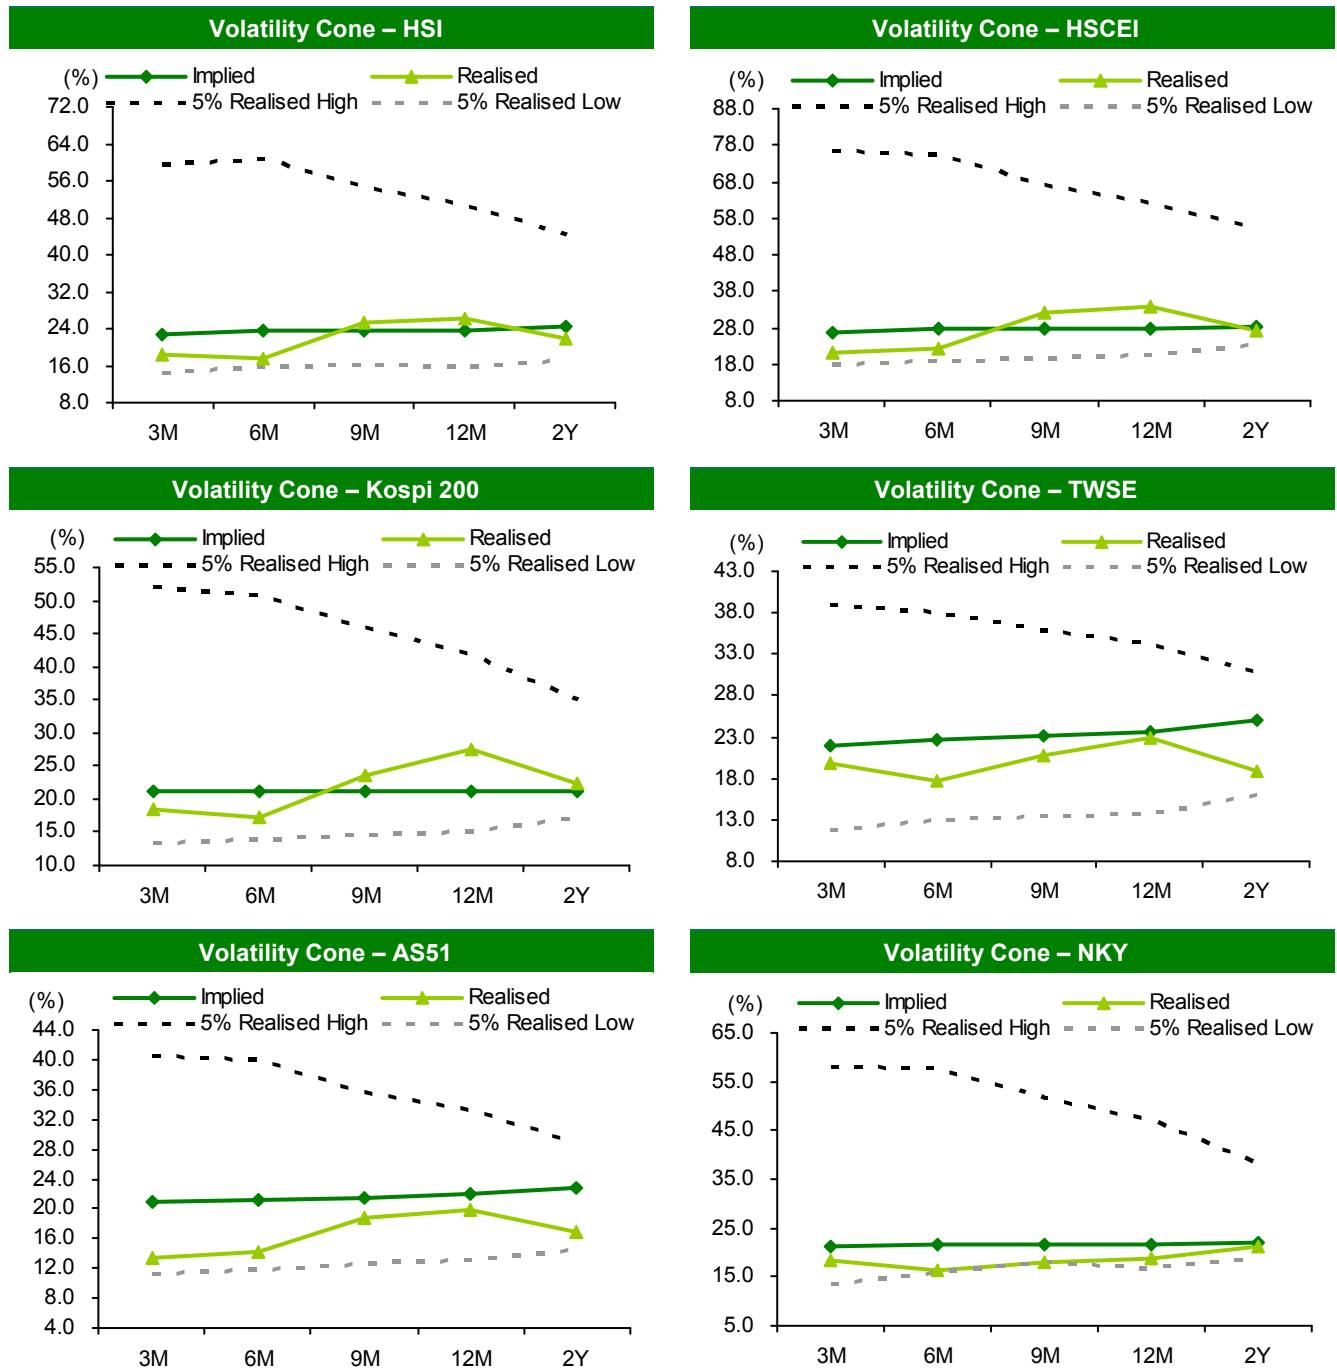 Volatility Cone – HSI
(%)
Implied
Realised
5% Realised High
5% Realised Low
72.0
64.0
56.0
48.0
40.0
32.0
24.0
16.0
8.0
3M 6M 9M 12M 2Y
Volatility Cone – HSCEI
(%)
Implied
Realised
5% Realised High
5% Realised Low
88.0
78.0
68.0
58.0
48.0
38.0
28.0
18.0
8.0
3M 6M 9M 12M 2Y
Volatility Cone – Kospi 200
(%)
Implied
Realised
5% Realised High
5% Realised Low
55.0
50.0
45.0
40.0
35.0
30.0
25.0
20.0
15.0
10.0
3M 6M 9M 12M 2Y
Volatility Cone – TWSE
(%)
Implied
Realised
5% Realised High
5% Realised Low
43.0
38.0
33.0
28.0
23.0
18.0
13.0
8.0
3M 6M 9M 12M 2Y
Volatility Cone – AS51
(%)
Implied
Realised
5% Realised High
5% Realised Low
44.0
40.0
36.0
32.0
28.0
24.0
20.0
16.0
12.0
8.0
4.0
3M 6M 9M 12M 2Y
Volatility Cone – NKY
(%)
Implied
Realised
5% Realised High
5% Realised Low
65.0
55.0
45.0
35.0
25.0
15.0
5.0
3M 6M 9M 12M 2Y